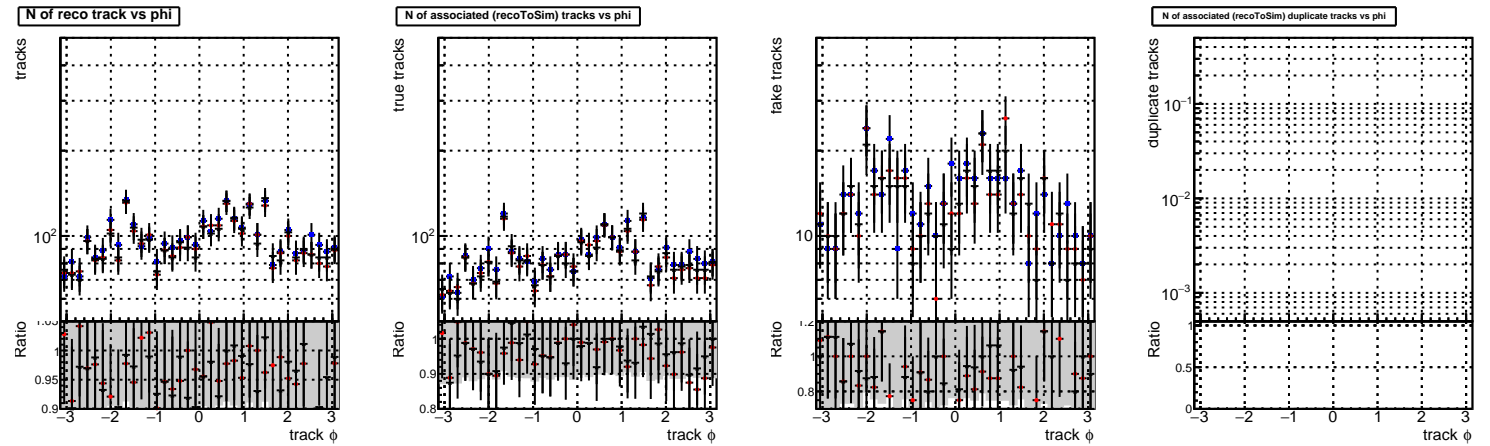 N of reco track vs phi
tracks
10²
Ratio
1.05
1
0.95
0.9
−3 −2 −1 0 1 2 3
track ϕ
N of associated (recoToSim) tracks vs phi
true tracks
10²
Ratio
1
0.9
0.8
−3 −2 −1 0 1 2 3
track ϕ
fake tracks
10
Ratio
1.2
1
0.8
−3 −2 −1 0 1 2 3
track ϕ
N of associated (recoToSim) duplicate tracks vs phi
duplicate tracks
10⁻¹
10⁻²
10⁻³
Ratio
1
0.5
0
−3 −2 −1 0 1 2 3
track ϕ